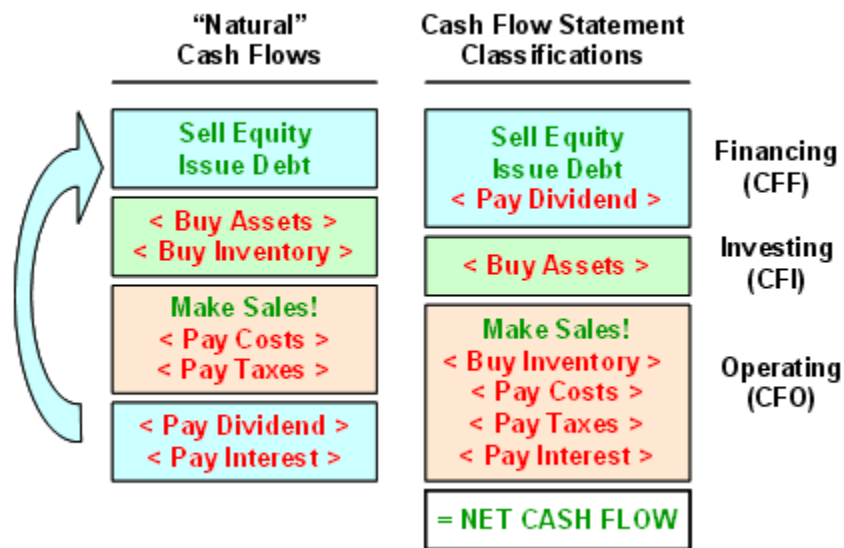 “Natural”
Cash Flows
Cash Flow Statement
Classifications
Sell Equity
Issue Debt
< Buy Assets >
< Buy Inventory >
Make Sales!
< Pay Costs >
< Pay Taxes >
< Pay Dividend >
< Pay Interest >
Sell Equity
Issue Debt
< Pay Dividend >
Financing
(CFF)
< Buy Assets >
Investing
(CFI)
Make Sales!
< Buy Inventory >
< Pay Costs >
< Pay Taxes >
< Pay Interest >
Operating
(CFO)
= NET CASH FLOW